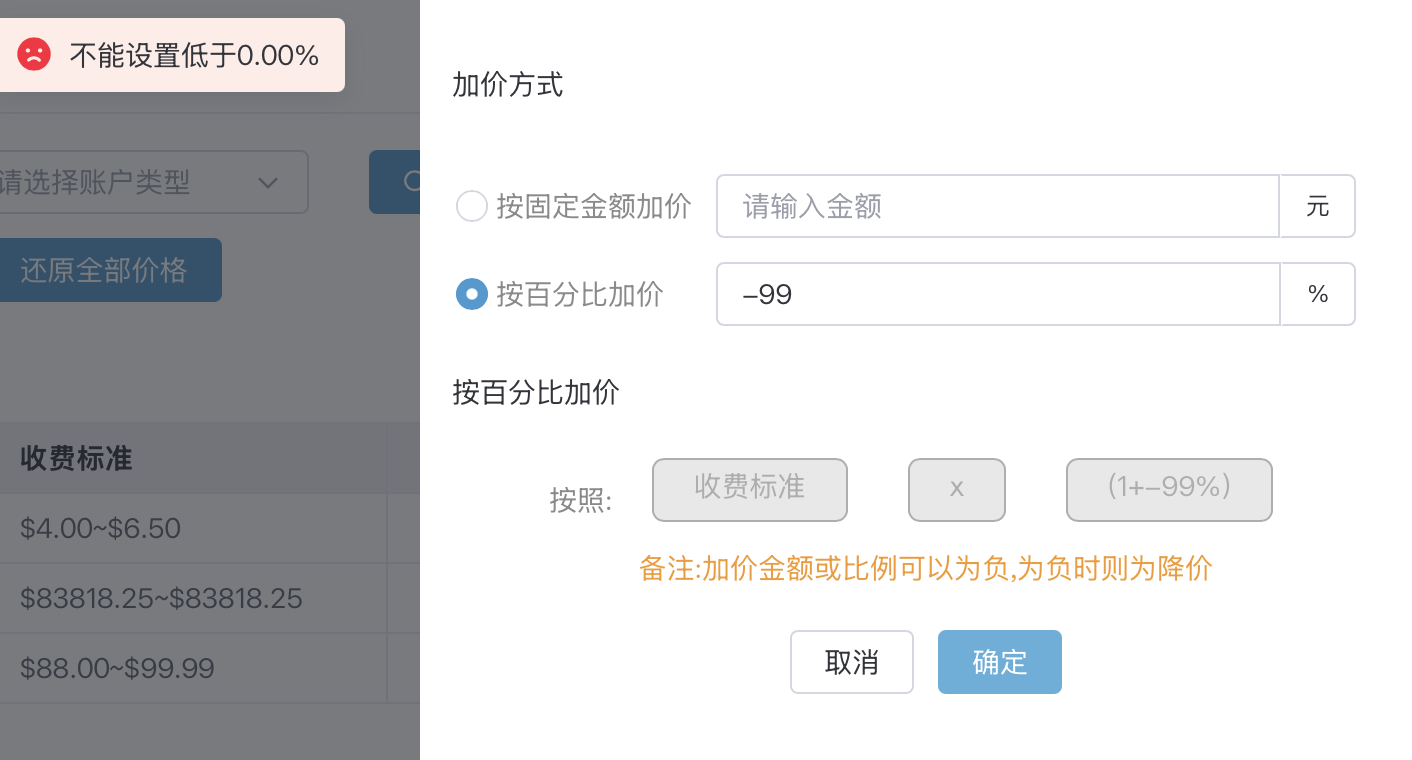 不能设置低于0.00%
请选择账户类型
还原全部价格
收费标准
$4.00~$6.50
$83818.25~$83818.25
$88.00~$99.99
加价方式
按固定金额加价 请输入金额 元
按百分比加价 –99 %
按百分比加价
按照: 收费标准 x (1+–99%)
备注:加价金额或比例可以为负,为负时则为降价
取消 确定